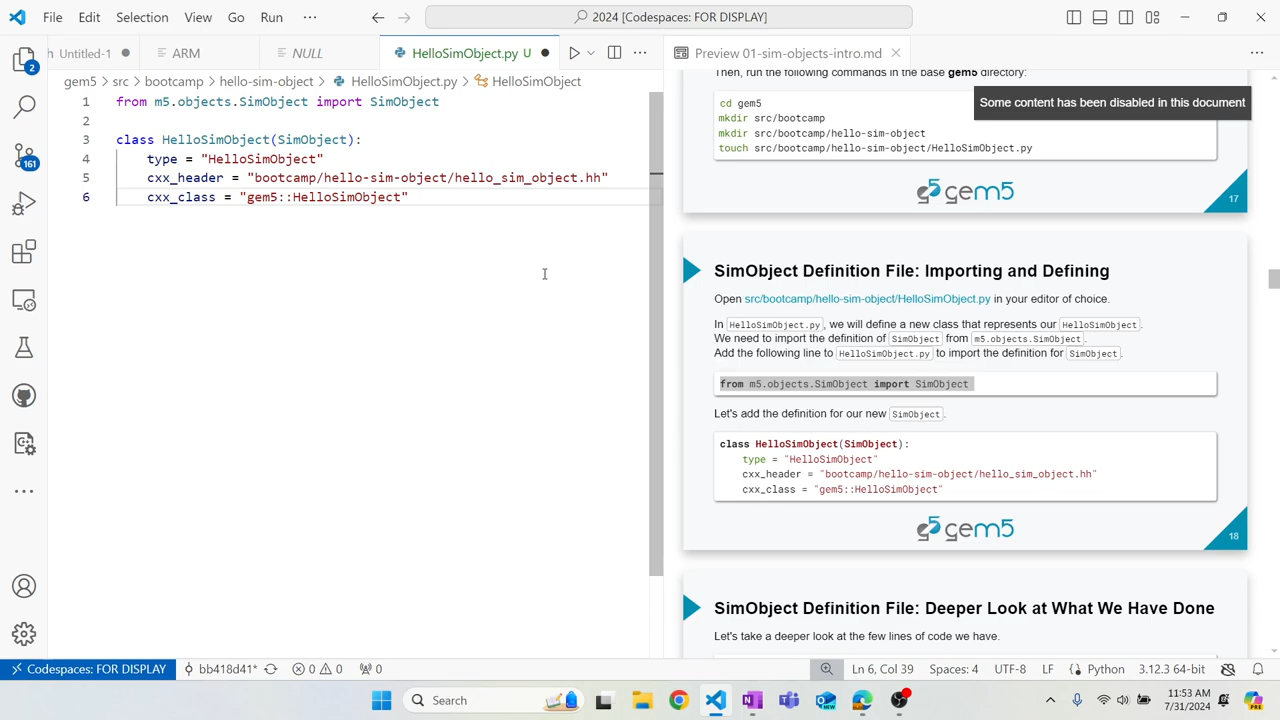 File Edit Selection View Go Run ··· 2024 [Codespaces: FOR DISPLAY]
Untitled-1 ARM NULL HelloSimObject.py U
gem5 > src > bootcamp > hello-sim-object > HelloSimObject.py > HelloSimObject
1 from m5.objects.SimObject import SimObject
2
3 class HelloSimObject(SimObject):
4 type = "HelloSimObject"
5 cxx_header = "bootcamp/hello-sim-object/hello_sim_object.hh"
6 cxx_class = "gem5::HelloSimObject"
2
161
Preview 01-sim-objects-intro.md
Then, run the following commands in the base gem5 directory:
Some content has been disabled in this document
cd gem5
mkdir src/bootcamp
mkdir src/bootcamp/hello-sim-object
touch src/bootcamp/hello-sim-object/HelloSimObject.py
gem5
17
SimObject Definition File: Importing and Defining
Open src/bootcamp/hello-sim-object/HelloSimObject.py in your editor of choice.
In HelloSimObject.py, we will define a new class that represents our HelloSimObject.
We need to import the definition of SimObject from m5.objects.SimObject.
Add the following line to HelloSimObject.py to import the definition for SimObject.
from m5.objects.SimObject import SimObject
Let's add the definition for our new SimObject.
class HelloSimObject(SimObject):
type = "HelloSimObject"
cxx_header = "bootcamp/hello-sim-object/hello_sim_object.hh"
cxx_class = "gem5::HelloSimObject"
gem5
18
SimObject Definition File: Deeper Look at What We Have Done
Let's take a deeper look at the few lines of code we have.
Codespaces: FOR DISPLAY bb418d41* 0 0 0 Ln 6, Col 39 Spaces: 4 UTF-8 LF Python 3.12.3 64-bit
Search
11:53 AM
7/31/2024